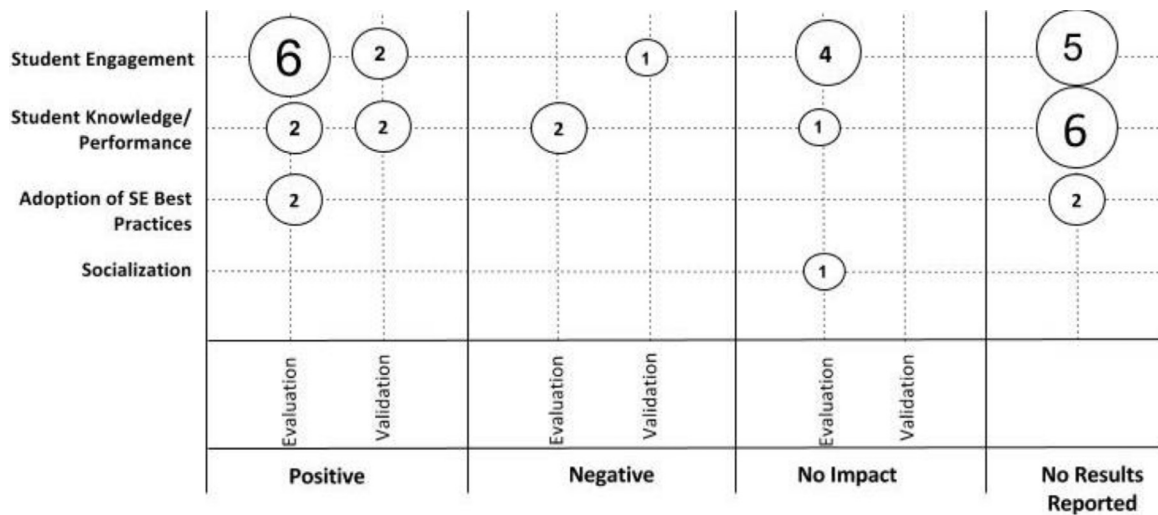 Student Engagement 6 2 1 4 5
Student Knowledge/
Performance 2 2 2 1 6
Adoption of SE Best
Practices 2 2
Socialization 1
Evaluation Validation Evaluation Validation Evaluation Validation
Positive Negative No Impact No Results
Reported